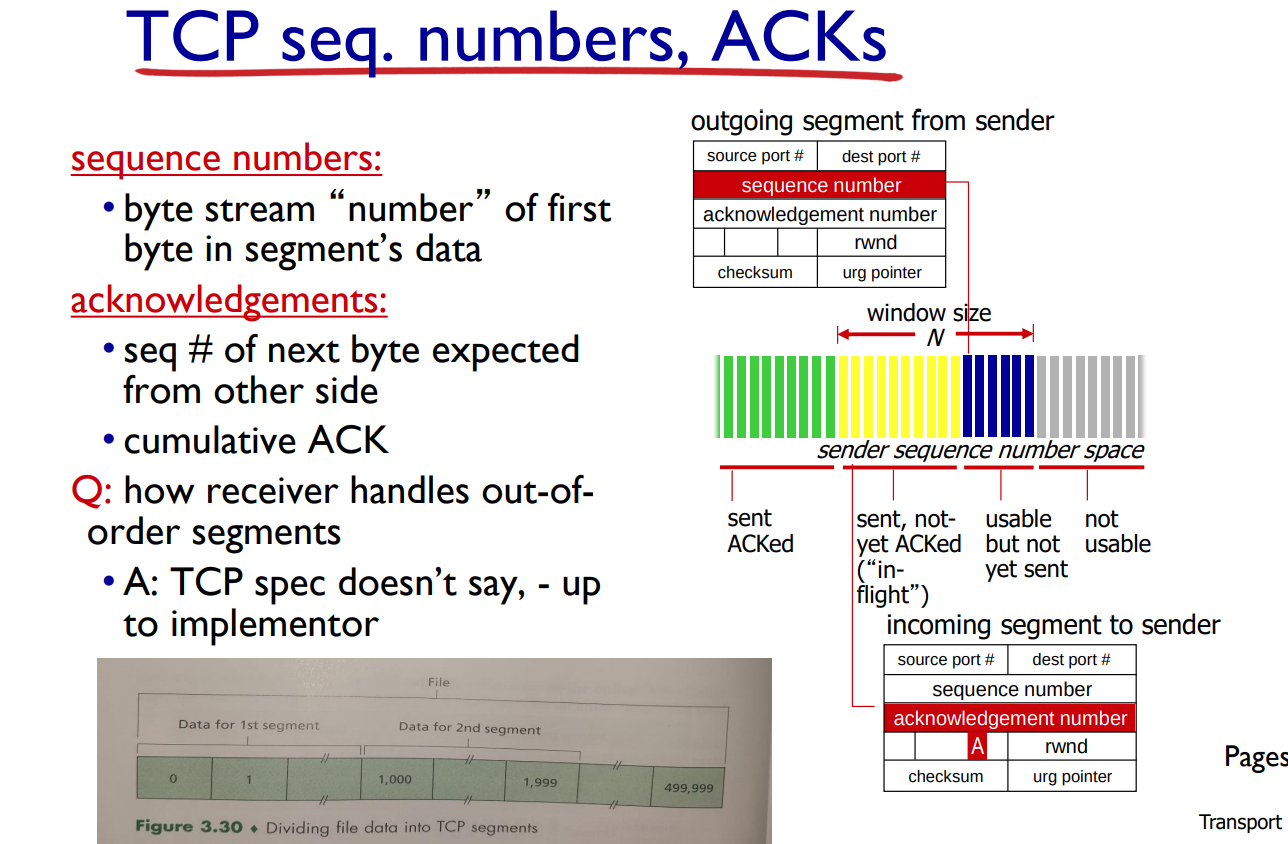 TCP seq. numbers, ACKs
sequence numbers:
• byte stream “number” of first
byte in segment’s data
acknowledgements:
• seq # of next byte expected
from other side
• cumulative ACK
Q: how receiver handles out-of-
order segments
• A: TCP spec doesn’t say, - up
to implementor
File
Data for 1st segment
Data for 2nd segment
0 1 1,000 1,999 499,999
Figure 3.30 ♦ Dividing file data into TCP segments
outgoing segment from sender
source port # dest port #
sequence number
acknowledgement number
rwnd
checksum urg pointer
window size
N
sender sequence number space
sent
ACKed
sent, not-
yet ACKed
(“in-
flight”)
usable
but not
yet sent
not
usable
incoming segment to sender
source port # dest port #
sequence number
acknowledgement number
A rwnd
checksum urg pointer
Pages
Transport